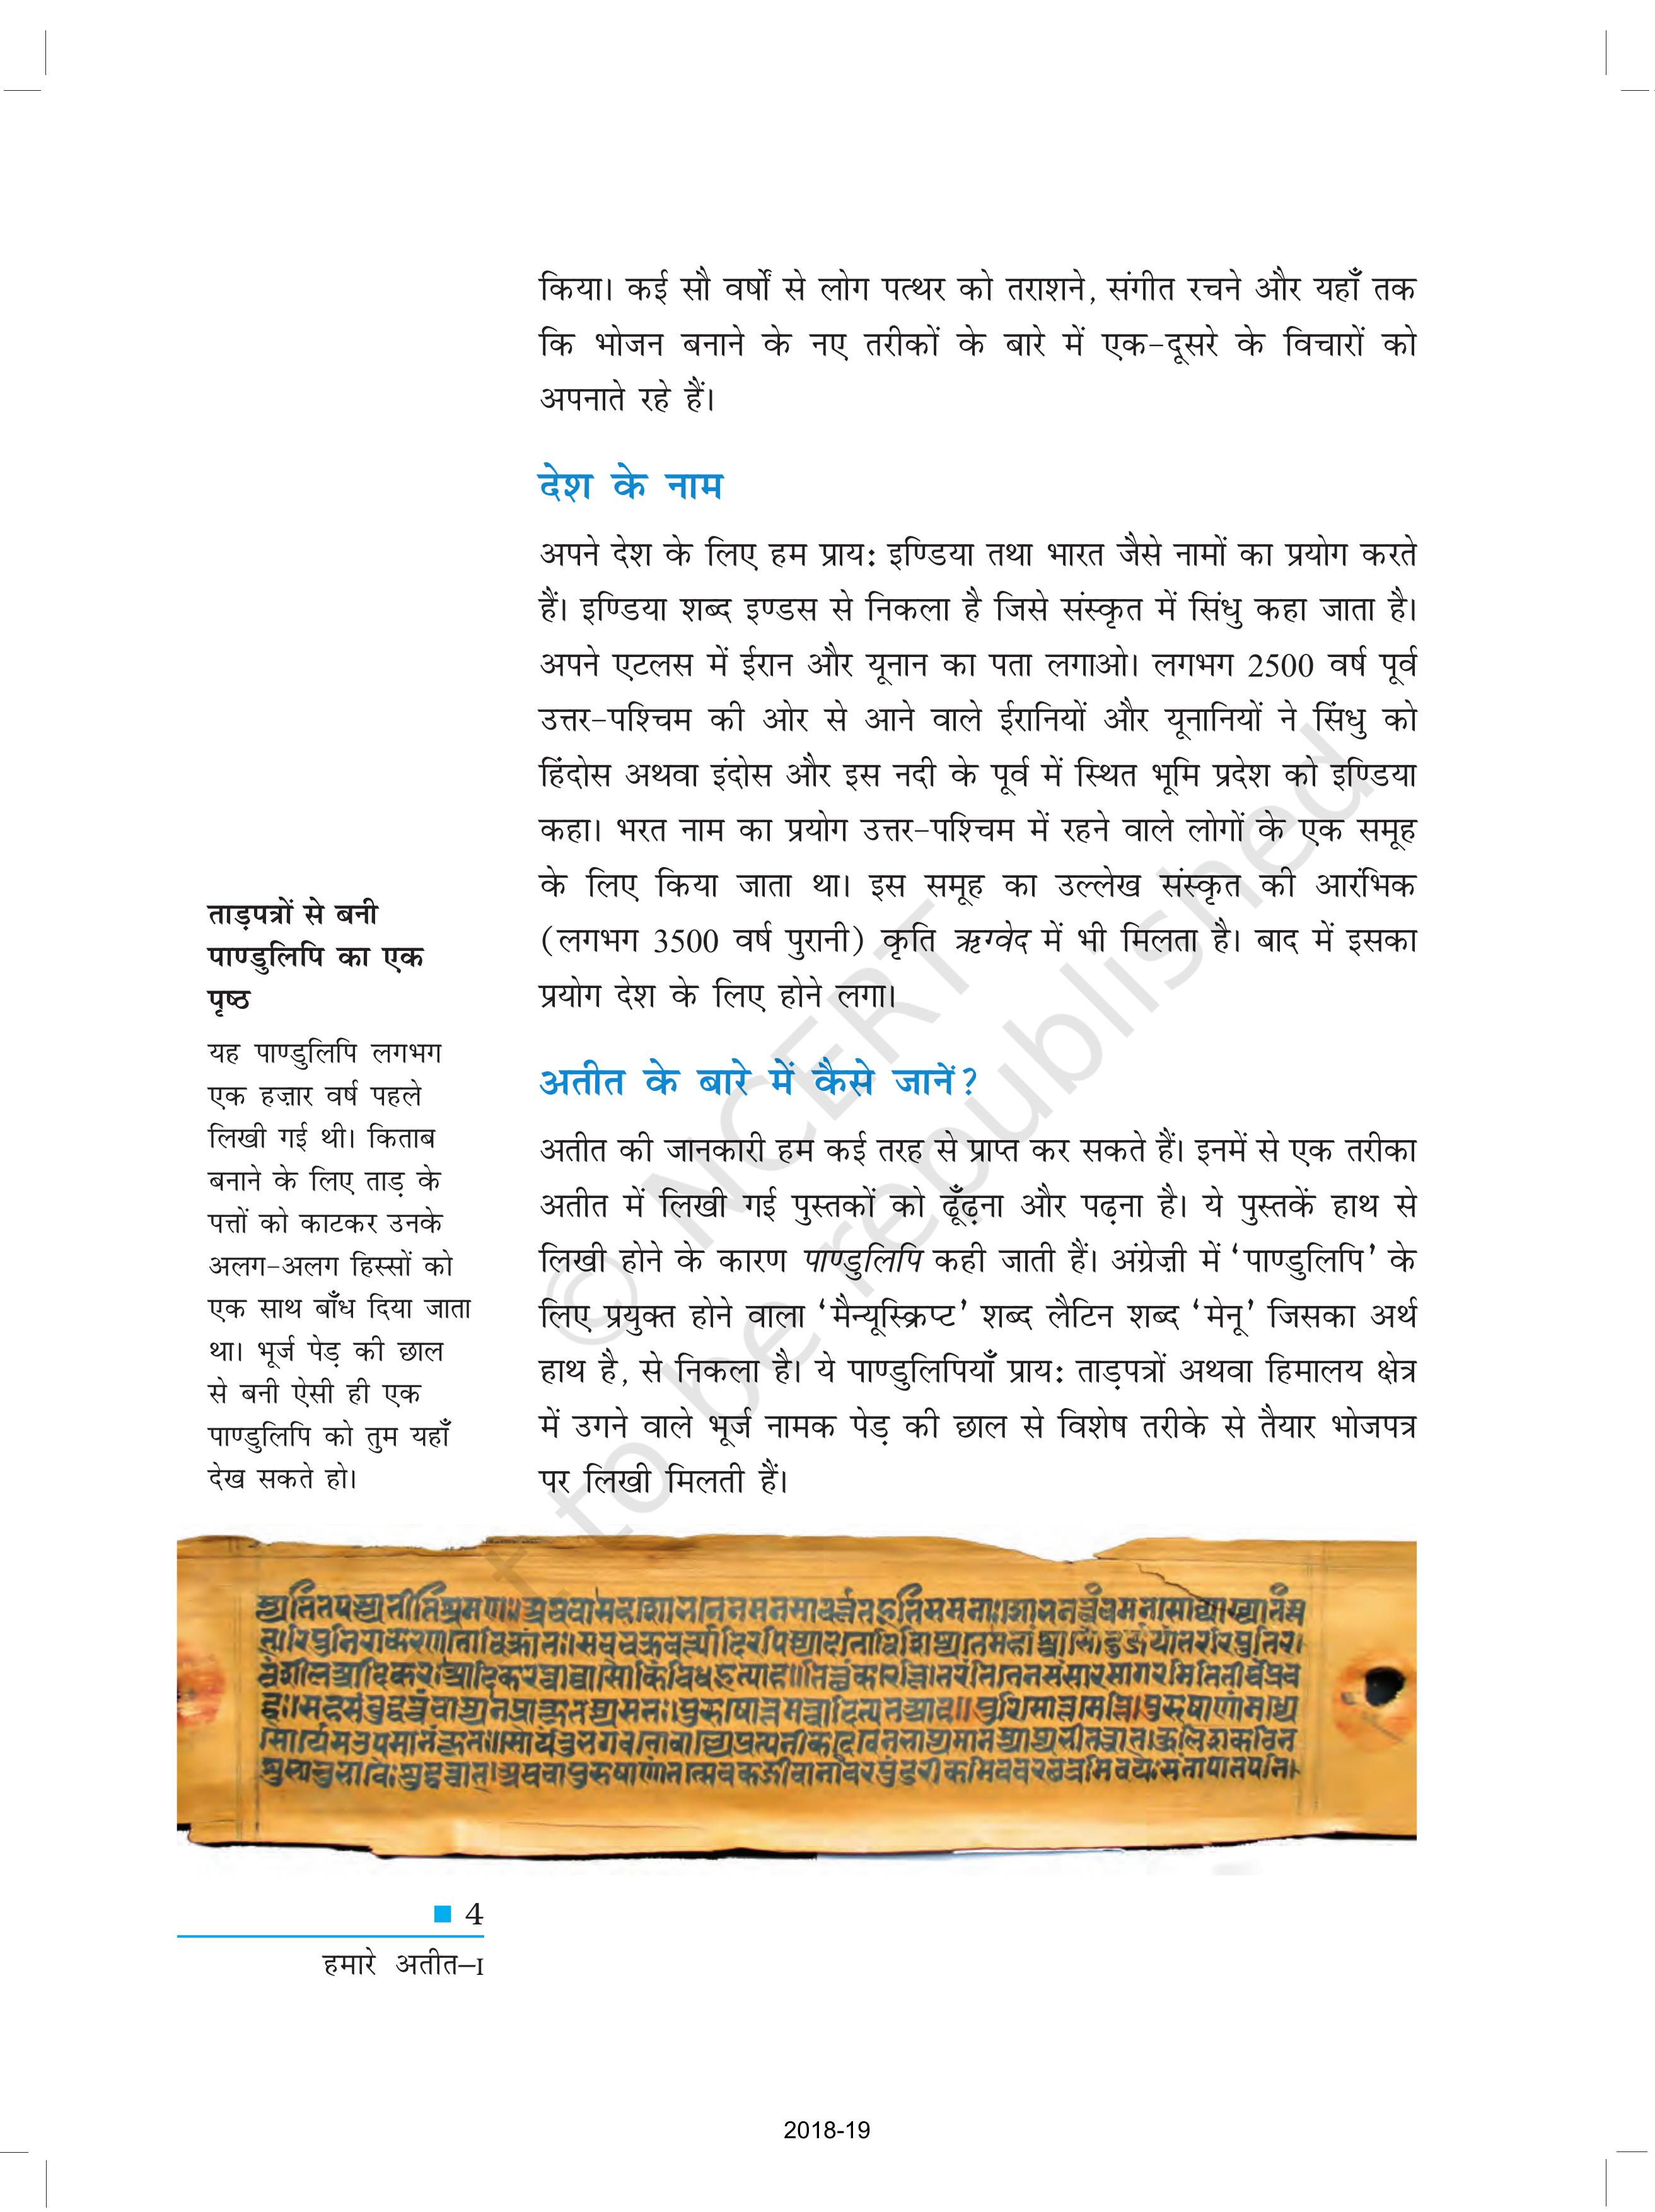 किया। कई सौ वर्षों से लोग पत्थर को तराशने, संगीत रचने और यहाँ तक
कि भोजन बनाने के नए तरीकों के बारे में एक-दूसरे के विचारों को
अपनाते रहे हैं।
देश के नाम
अपने देश के लिए हम प्राय: इण्डिया तथा भारत जैसे नामों का प्रयोग करते
हैं। इण्डिया शब्द इण्डस से निकला है जिसे संस्कृत में सिंधु कहा जाता है।
अपने एटलस में ईरान और यूनान का पता लगाओ। लगभग 2500 वर्ष पूर्व
उत्तर-पश्चिम की ओर से आने वाले ईरानियों और यूनानियों ने सिंधु को
हिंदोस अथवा इंदोस और इस नदी के पूर्व में स्थित भूमि प्रदेश को इण्डिया
कहा। भरत नाम का प्रयोग उत्तर-पश्चिम में रहने वाले लोगों के एक समूह
के लिए किया जाता था। इस समूह का उल्लेख संस्कृत की आरंभिक
(लगभग 3500 वर्ष पुरानी) कृति ऋग्वेद में भी मिलता है। बाद में इसका
प्रयोग देश के लिए होने लगा।
अतीत के बारे में कैसे जानें?
अतीत की जानकारी हम कई तरह से प्राप्त कर सकते हैं। इनमें से एक तरीका
अतीत में लिखी गई पुस्तकों को ढूँढ़ना और पढ़ना है। ये पुस्तकें हाथ से
लिखी होने के कारण पाण्डुलिपि कही जाती हैं। अंग्रेज़ी में ‘पाण्डुलिपि’ के
लिए प्रयुक्त होने वाला ‘मैन्यूस्क्रिप्ट’ शब्द लैटिन शब्द ‘मेनू’ जिसका अर्थ
हाथ है, से निकला है। ये पाण्डुलिपियाँ प्राय: ताड़पत्रों अथवा हिमालय क्षेत्र
में उगने वाले भूर्ज नामक पेड़ की छाल से विशेष तरीके से तैयार भोजपत्र
पर लिखी मिलती हैं।
ताड़पत्रों से बनी
पाण्डुलिपि का एक
पृष्ठ
यह पाण्डुलिपि लगभग
एक हज़ार वर्ष पहले
लिखी गई थी। किताब
बनाने के लिए ताड़ के
पत्तों को काटकर उनके
अलग-अलग हिस्सों को
एक साथ बाँध दिया जाता
था। भूर्ज पेड़ की छाल
से बनी ऐसी ही एक
पाण्डुलिपि को तुम यहाँ
देख सकते हो।
© NCERT
to be republished
4
हमारे अतीत–I
2018-19